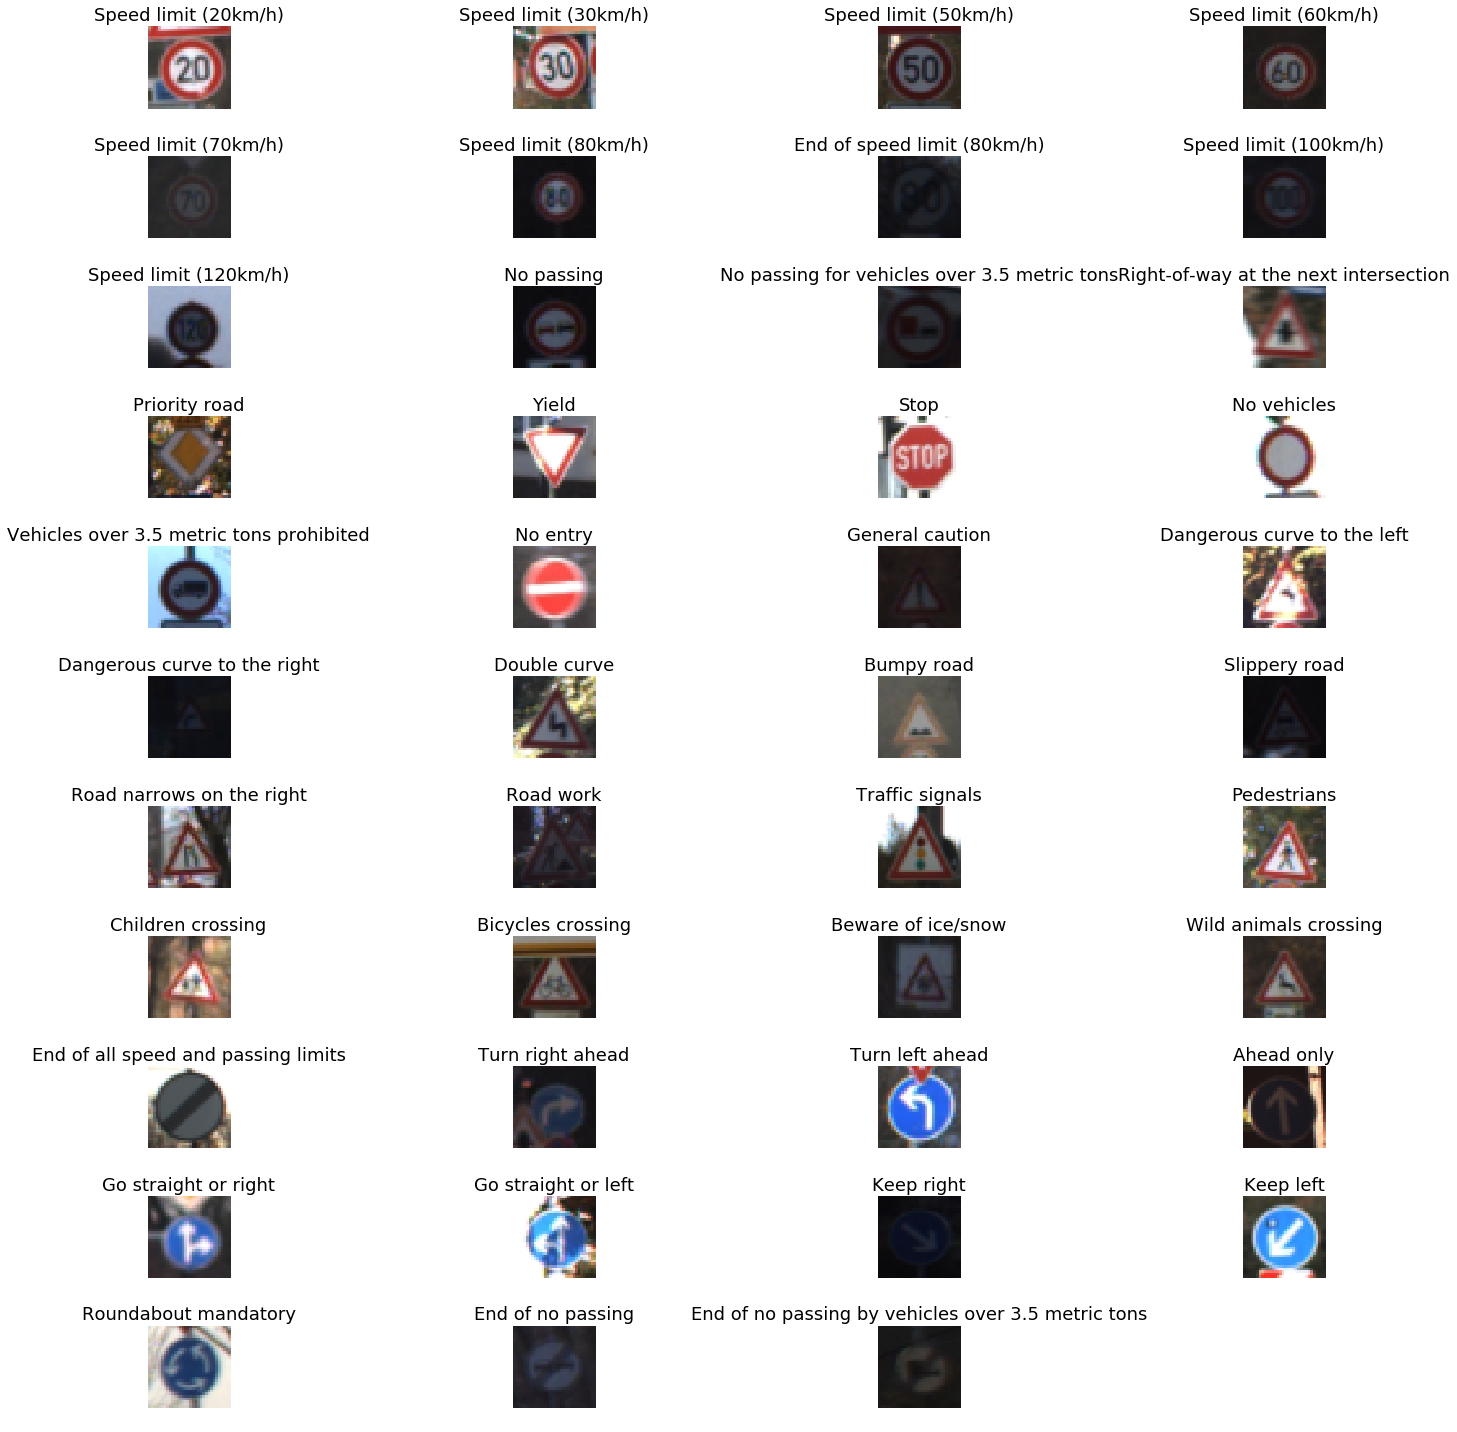 Speed limit (20km/h)
Speed limit (30km/h)
Speed limit (50km/h)
Speed limit (60km/h)
20
30
50
60
Speed limit (70km/h)
Speed limit (80km/h)
End of speed limit (80km/h)
Speed limit (100km/h)
70
80
80
100
Speed limit (120km/h)
No passing
No passing for vehicles over 3.5 metric tons
Right-of-way at the next intersection
120
Priority road
Yield
Stop
No vehicles
STOP
Vehicles over 3.5 metric tons prohibited
No entry
General caution
Dangerous curve to the left
Dangerous curve to the right
Double curve
Bumpy road
Slippery road
Road narrows on the right
Road work
Traffic signals
Pedestrians
Children crossing
Bicycles crossing
Beware of ice/snow
Wild animals crossing
End of all speed and passing limits
Turn right ahead
Turn left ahead
Ahead only
Go straight or right
Go straight or left
Keep right
Keep left
Roundabout mandatory
End of no passing
End of no passing by vehicles over 3.5 metric tons